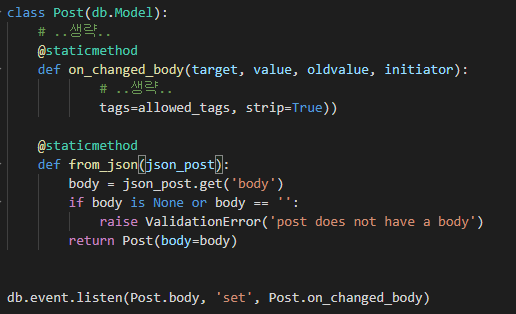 class Post(db.Model):
    # ..생략..
    @staticmethod
    def on_changed_body(target, value, oldvalue, initiator):
        # ..생략..
        tags=allowed_tags, strip=True))
    @staticmethod
    def from_json(json_post):
        body = json_post.get('body')
        if body is None or body == '':
            raise ValidationError('post does not have a body')
        return Post(body=body)
db.event.listen(Post.body, 'set', Post.on_changed_body)